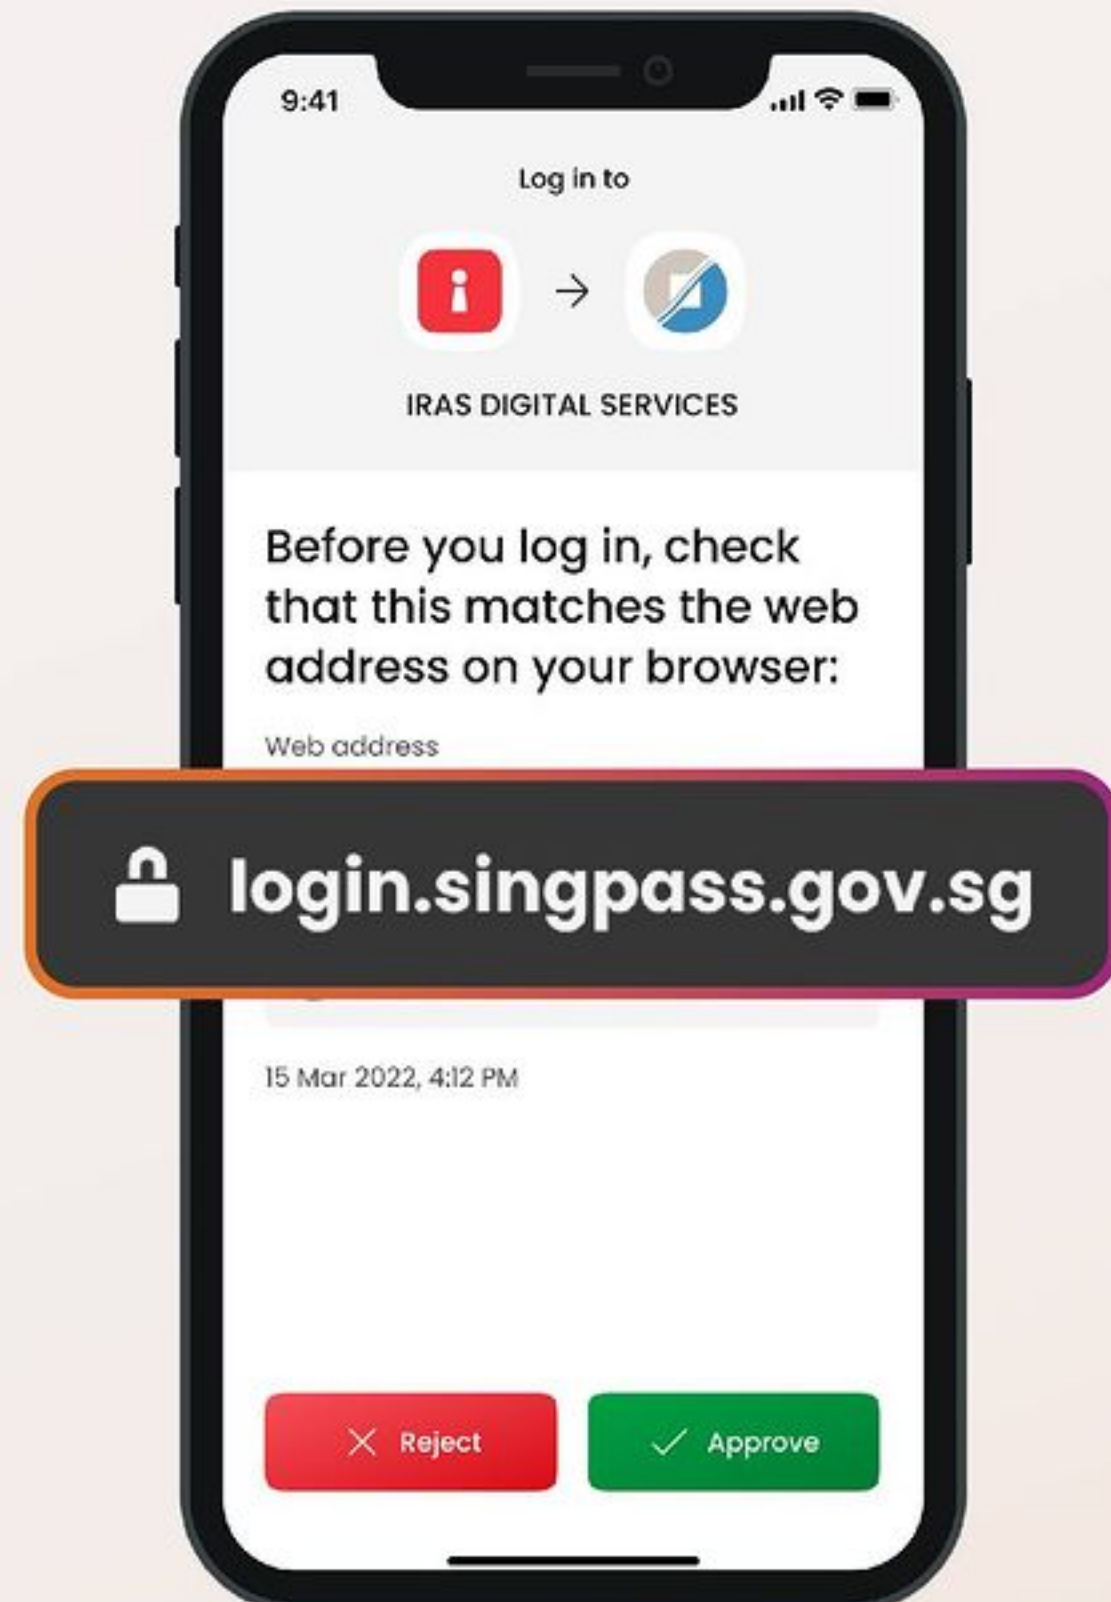 9:41
Log in to
IRAS DIGITAL SERVICES
Before you log in, check
that this matches the web
address on your browser:
Web address
login.singpass.gov.sg
15 Mar 2022, 4:12 PM
Reject
Approve